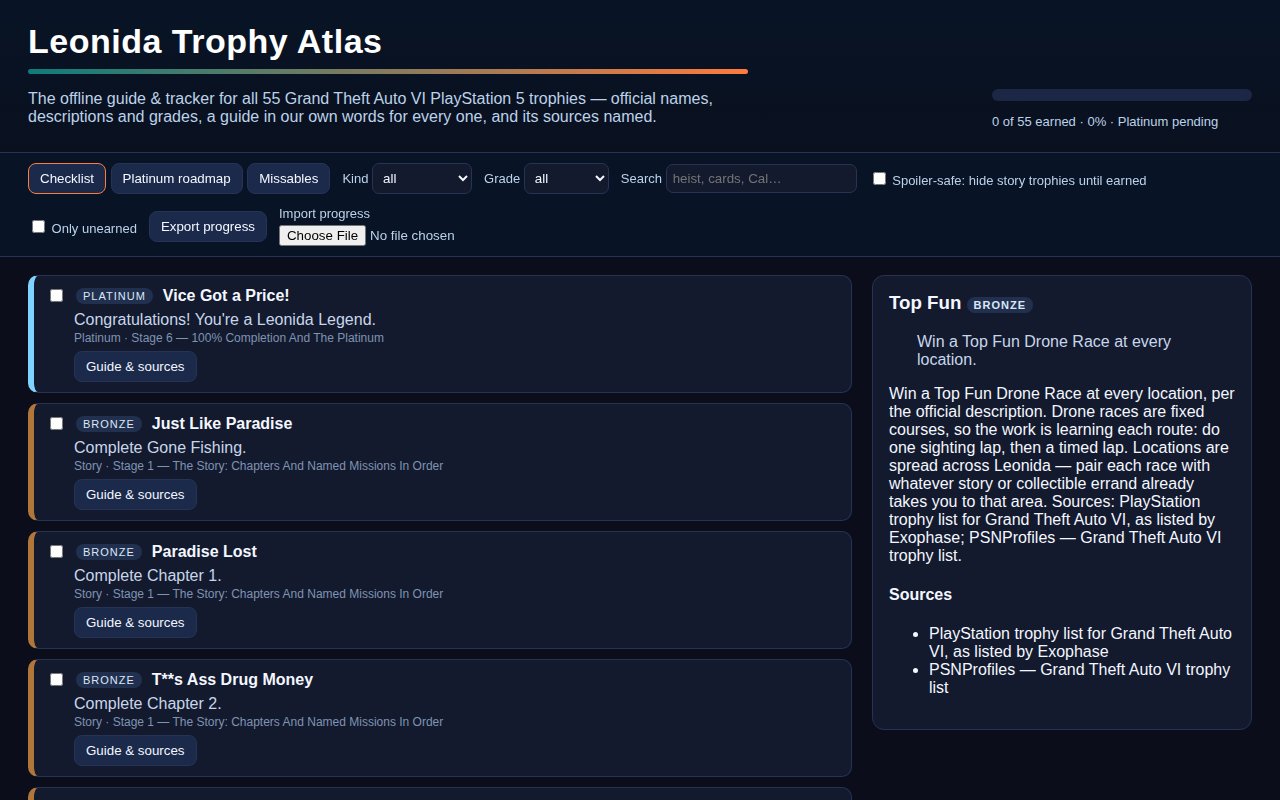 Leonida Trophy Atlas
The offline guide & tracker for all 55 Grand Theft Auto VI PlayStation 5 trophies — official names,
descriptions and grades, a guide in our own words for every one, and its sources named.
0 of 55 earned · 0% · Platinum pending
Checklist Platinum roadmap Missables Kind all Grade all Search heist, cards, Cal… Spoiler-safe: hide story trophies until earned
Only unearned Export progress Import progress
Choose File No file chosen
PLATINUM Vice Got a Price!
Congratulations! You're a Leonida Legend.
Platinum · Stage 6 — 100% Completion And The Platinum
Guide & sources
BRONZE Just Like Paradise
Complete Gone Fishing.
Story · Stage 1 — The Story: Chapters And Named Missions In Order
Guide & sources
BRONZE Paradise Lost
Complete Chapter 1.
Story · Stage 1 — The Story: Chapters And Named Missions In Order
Guide & sources
BRONZE T**s Ass Drug Money
Complete Chapter 2.
Story · Stage 1 — The Story: Chapters And Named Missions In Order
Guide & sources
Top Fun BRONZE
Win a Top Fun Drone Race at every
location.
Win a Top Fun Drone Race at every location, per
the official description. Drone races are fixed
courses, so the work is learning each route: do
one sighting lap, then a timed lap. Locations are
spread across Leonida — pair each race with
whatever story or collectible errand already
takes you to that area. Sources: PlayStation
trophy list for Grand Theft Auto VI, as listed by
Exophase; PSNProfiles — Grand Theft Auto VI
trophy list.
Sources
• PlayStation trophy list for Grand Theft Auto
VI, as listed by Exophase
• PSNProfiles — Grand Theft Auto VI trophy
list